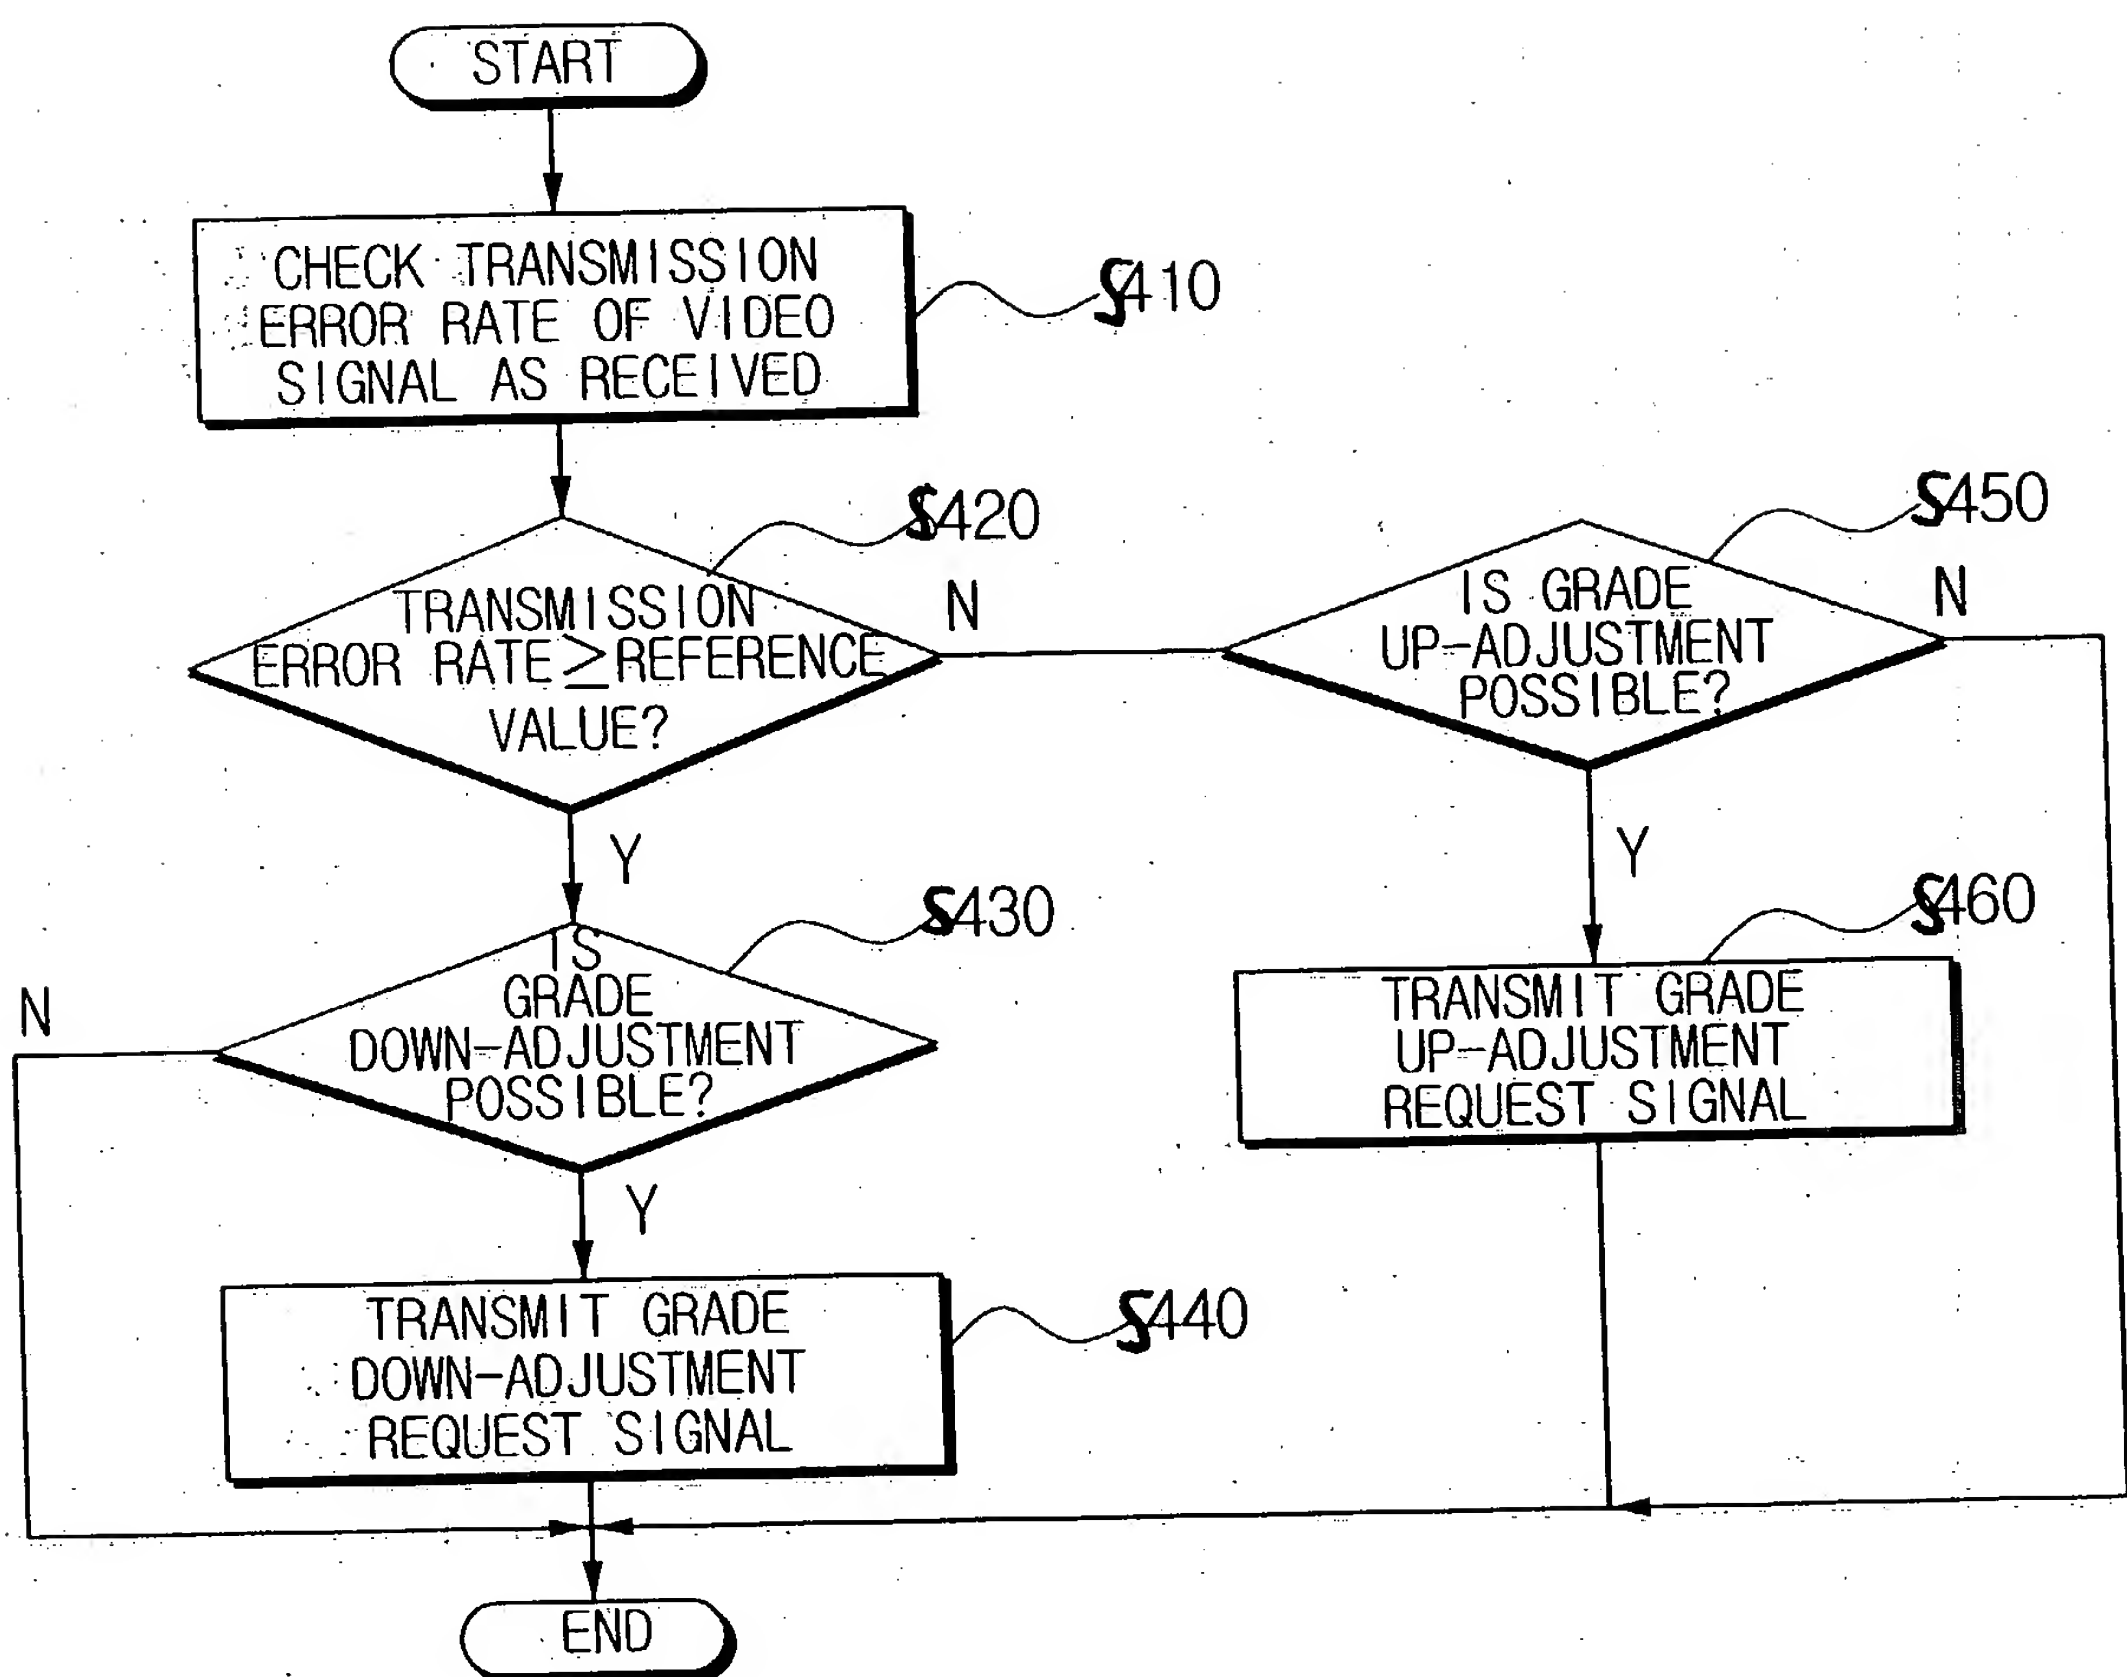 START
CHECK TRANSMISSION
ERROR RATE OF VIDEO
SIGNAL AS RECEIVED
S410
TRANSMISSION
ERROR RATE≥REFERENCE
VALUE?
S420
N
Y
IS GRADE
UP-ADJUSTMENT
POSSIBLE?
S450
N
Y
IS
GRADE
DOWN-ADJUSTMENT
POSSIBLE?
S430
N
Y
TRANSMIT GRADE
UP-ADJUSTMENT
REQUEST SIGNAL
S460
TRANSMIT GRADE
DOWN-ADJUSTMENT
REQUEST SIGNAL
S440
END